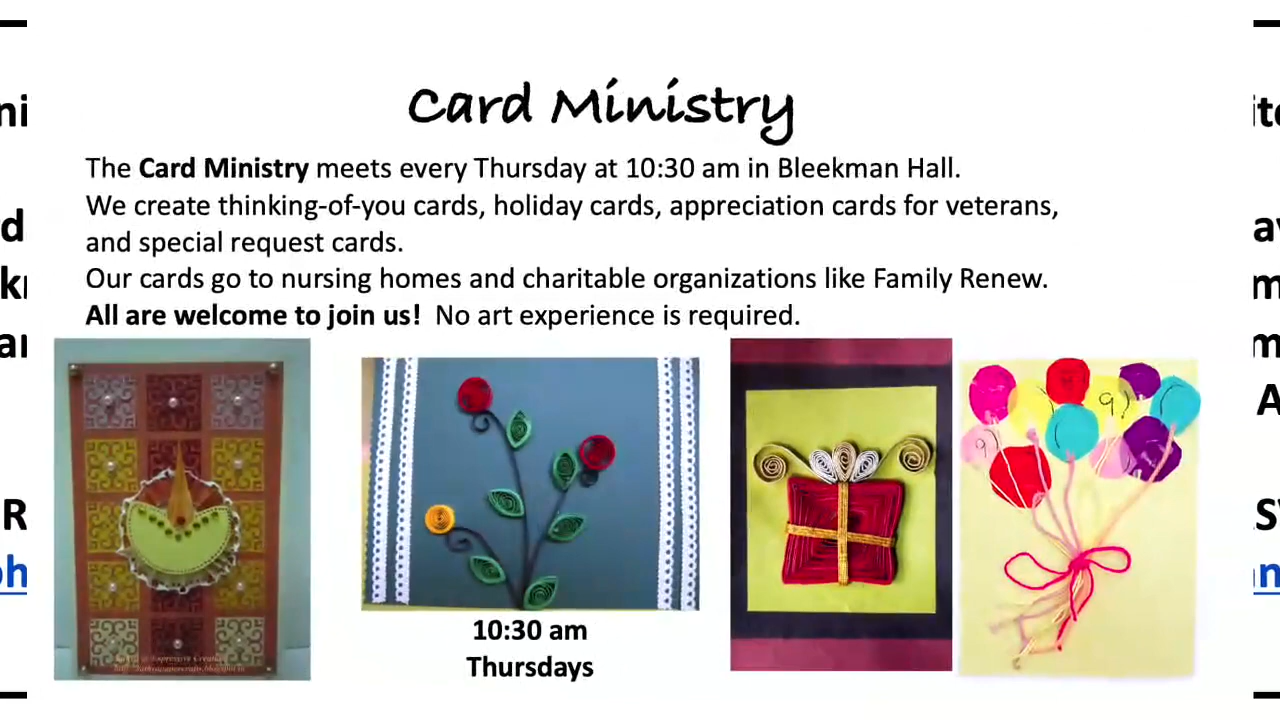 Card Ministry
The Card Ministry meets every Thursday at 10:30 am in Bleekman Hall.
We create thinking-of-you cards, holiday cards, appreciation cards for veterans,
and special request cards.
Our cards go to nursing homes and charitable organizations like Family Renew.
All are welcome to join us!  No art experience is required.
10:30 am
Thursdays